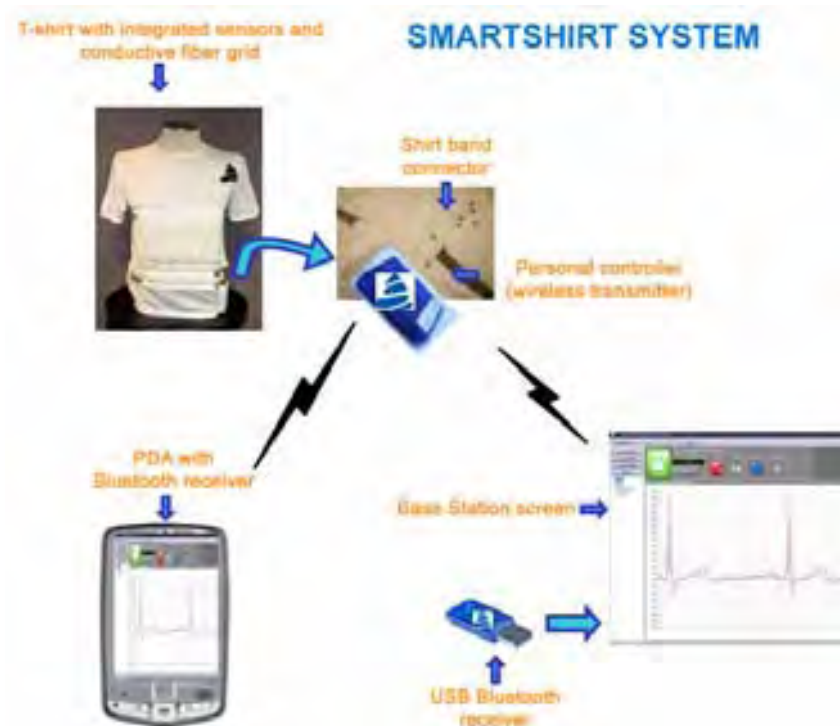 T-shirt with integrated sensors and
conductive fiber grid
SMARTSHIRT SYSTEM
Shirt band
connector
Personal controller
(wireless transmitter)
PDA with
Bluetooth receiver
Base Station screen
USB Bluetooth
receiver